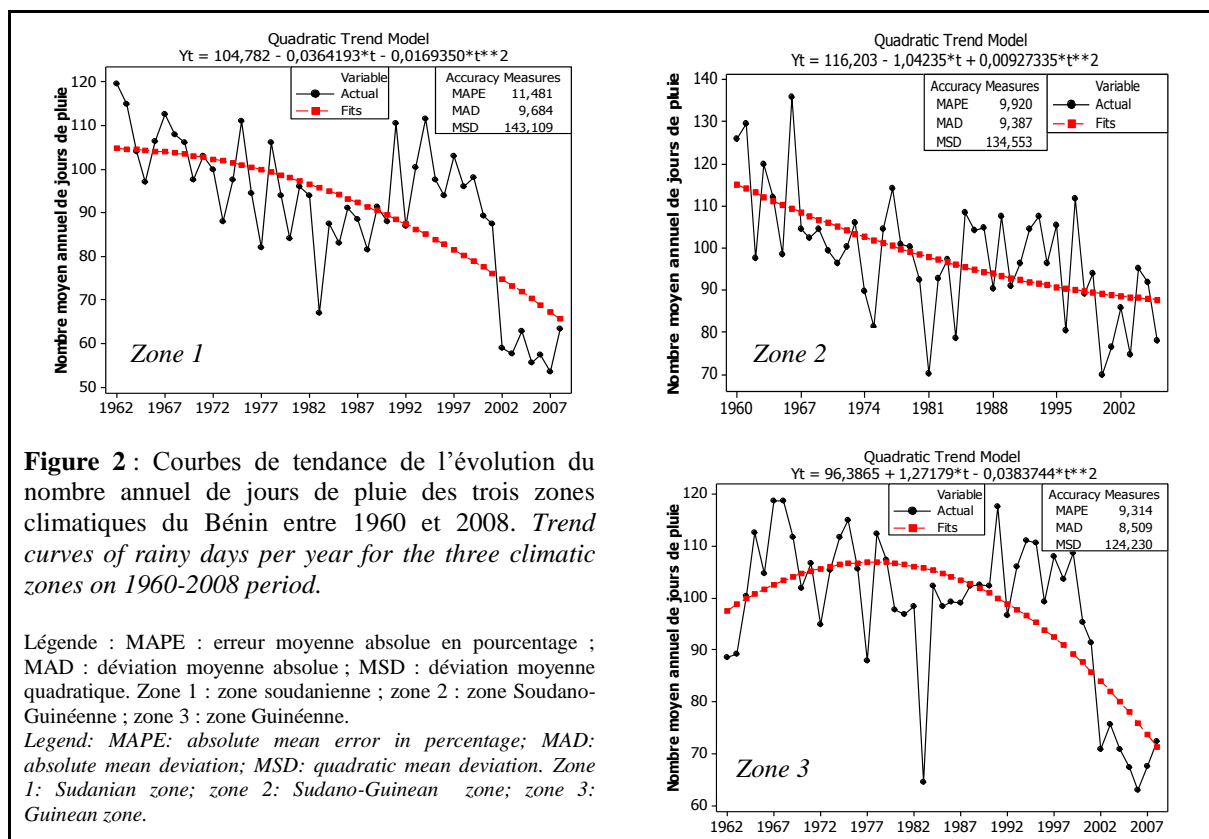 Quadratic Trend Model
Yt = 104,782 - 0,0364193*t - 0,0169350*t**2
Variable
Actual
Fits
Accuracy Measures
MAPE 11,481
MAD 9,684
MSD 143,109
Nombre moyen annuel de jours de pluie
120
110
100
90
80
70
60
50
Zone 1
1962 1967 1972 1977 1982 1987 1992 1997 2002 2007
Quadratic Trend Model
Yt = 116,203 - 1,04235*t + 0,00927335*t**2
Accuracy Measures
MAPE 9,920
MAD 9,387
MSD 134,553
Variable
Actual
Fits
Nombre moyen annuel de jours de pluie
140
130
120
110
100
90
80
70
Zone 2
1960 1967 1974 1981 1988 1995 2002
Figure 2 : Courbes de tendance de l'évolution du
nombre annuel de jours de pluie des trois zones
climatiques du Bénin entre 1960 et 2008. Trend
curves of rainy days per year for the three climatic
zones on 1960-2008 period.
Légende : MAPE : erreur moyenne absolue en pourcentage ;
MAD : déviation moyenne absolue ; MSD : déviation moyenne
quadratique. Zone 1 : zone soudanienne ; zone 2 : zone Soudano-
Guinéenne ; zone 3 : zone Guinéenne.
Legend: MAPE: absolute mean error in percentage; MAD:
absolute mean deviation; MSD: quadratic mean deviation. Zone
1: Sudanian zone; zone 2: Sudano-Guinean zone; zone 3:
Guinean zone.
Quadratic Trend Model
Yt = 96,3865 + 1,27179*t - 0,0383744*t**2
Variable
Actual
Fits
Accuracy Measures
MAPE 9,314
MAD 8,509
MSD 124,230
Nombre moyen annuel de jours de pluie
120
110
100
90
80
70
60
Zone 3
1962 1967 1972 1977 1982 1987 1992 1997 2002 2007